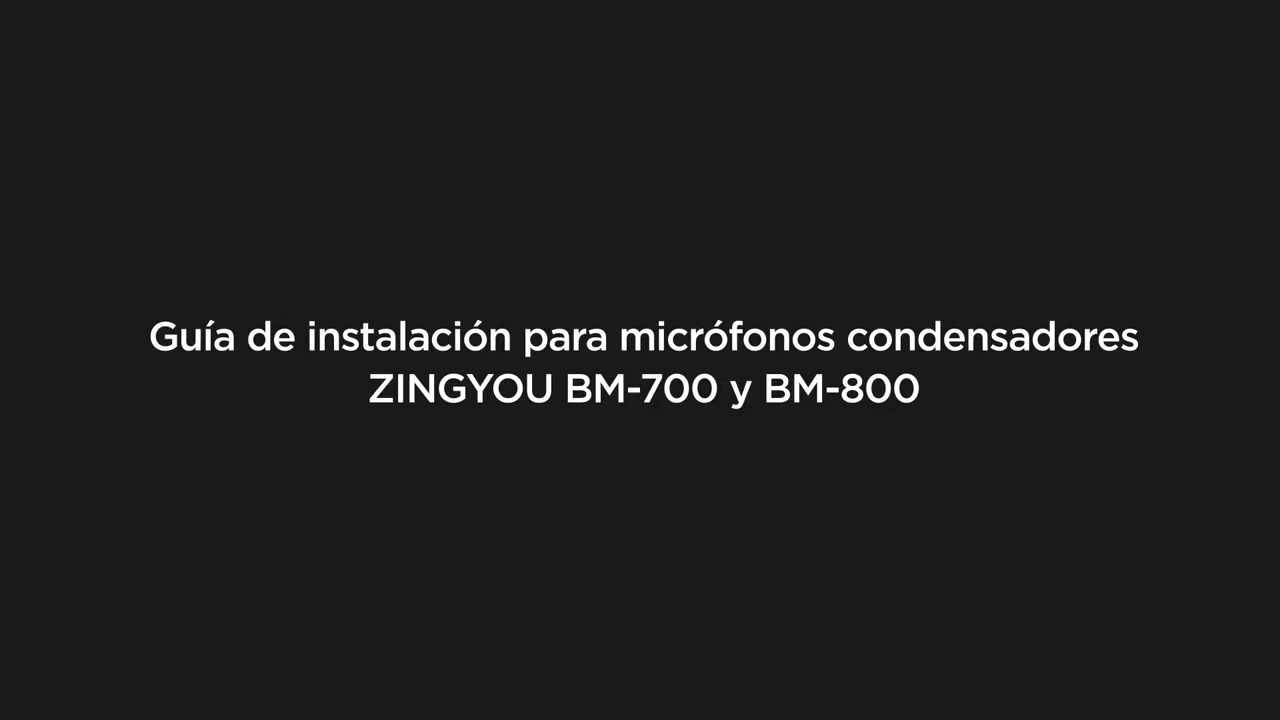 Guía de instalación para micrófonos condensadores
ZINGYOU BM-700 y BM-800